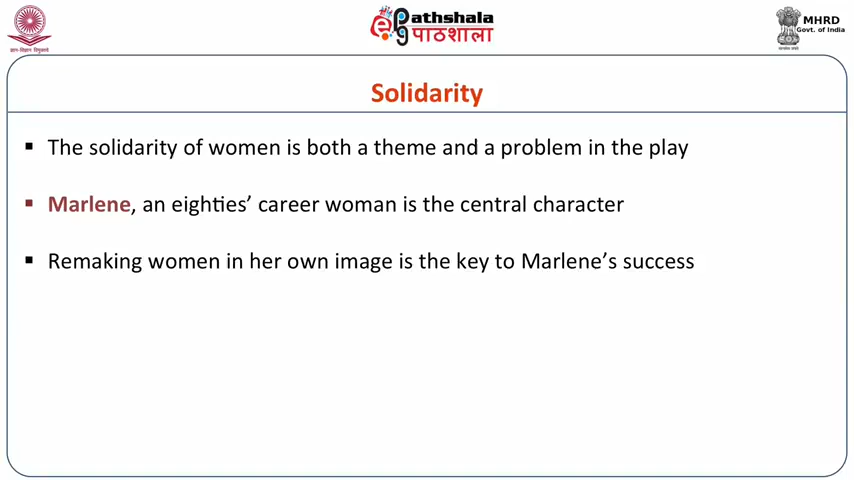 ePathshala
पाठशाला
MHRD
Govt. of India
Solidarity
▪ The solidarity of women is both a theme and a problem in the play
▪ Marlene, an eighties’ career woman is the central character
▪ Remaking women in her own image is the key to Marlene’s success